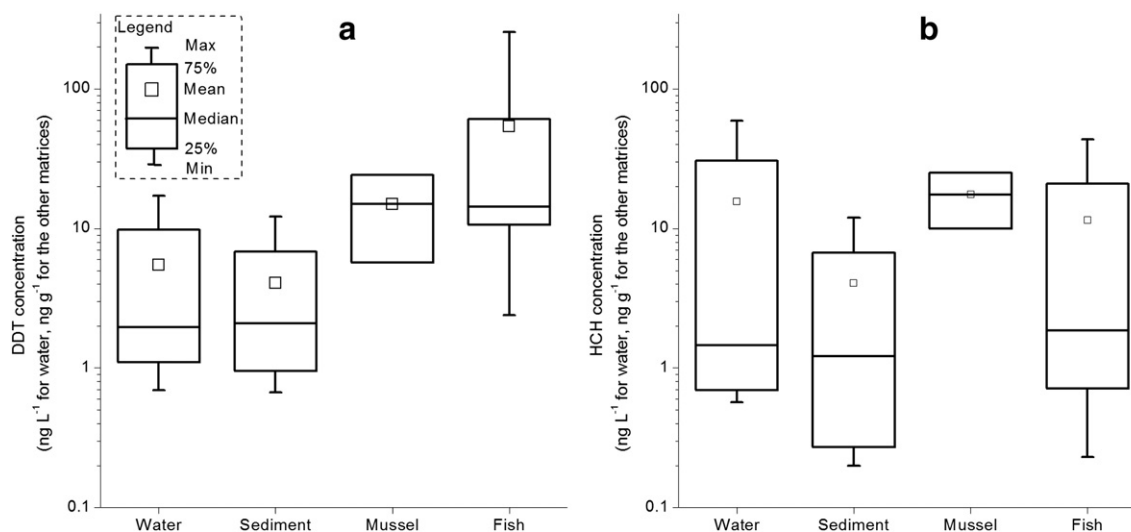 a
Legend
Max
75%
Mean
Median
25%
Min
DDT concentration
(ng L⁻¹ for water, ng g⁻¹ for the other matrices)
100
10
1
0.1
Water Sediment Mussel Fish
b
HCH concentration
(ng L⁻¹ for water, ng g⁻¹ for the other matrices)
100
10
1
0.1
Water Sediment Mussel Fish